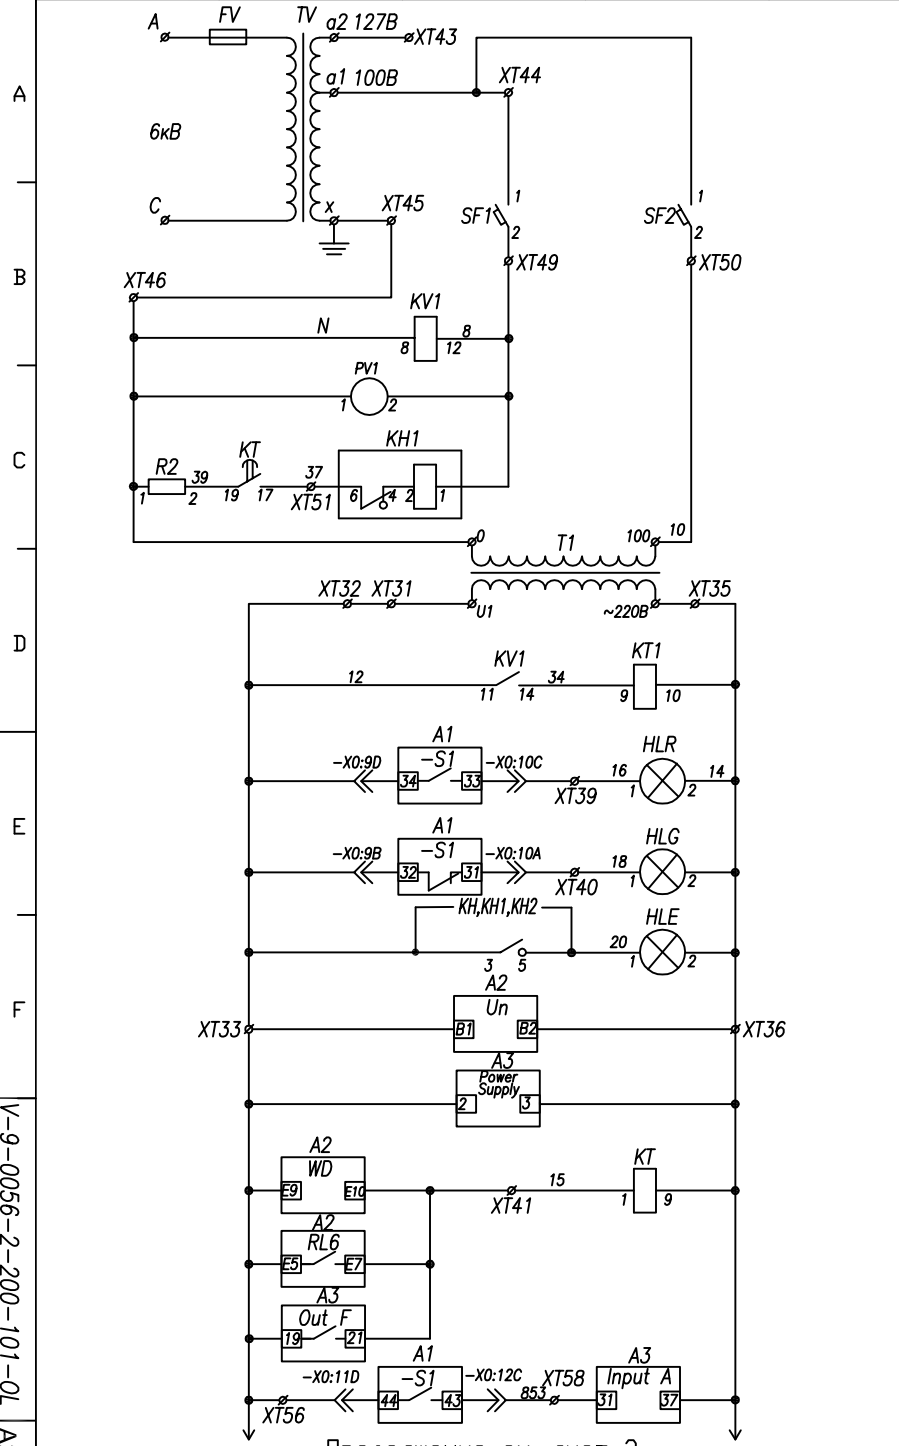 A FV TV a2 127В XT43
a1 100В XT44
A
6кВ
C x XT45 SF1 1 2 SF2 1 2
XT49 XT50
B
XT46
N KV1 8
8 12
PV1
1 2
C
R2 39 KT 37 KH1
1 2 19 17 XT51 6 4 2 1
0 T1 100 10
XT32 XT31 U1 ~220В XT35
D
12 KV1 34 KT1
11 14 9 10
A1 HLR
-X0:9D -S1 -X0:10C 16 14
34 33 XT39 1 2
E
A1 HLG
-X0:9B -S1 -X0:10A 18
32 31 XT40 1 2
KH,KH1,KH2 HLE
20
3 5 1 2
A2
F
Un
XT33 B1 B2 XT36
A3
Power
Supply
2 3
A2 KT
WD 15
E9 E10 XT41 1 9
A2
RL6
E5 E7
A3
Out F
19 21
A1 A3
-X0:11D -S1 -X0:12C XT58 Input A
XT56 44 43 853 31 37
V-9-0056-2-200-101-0L